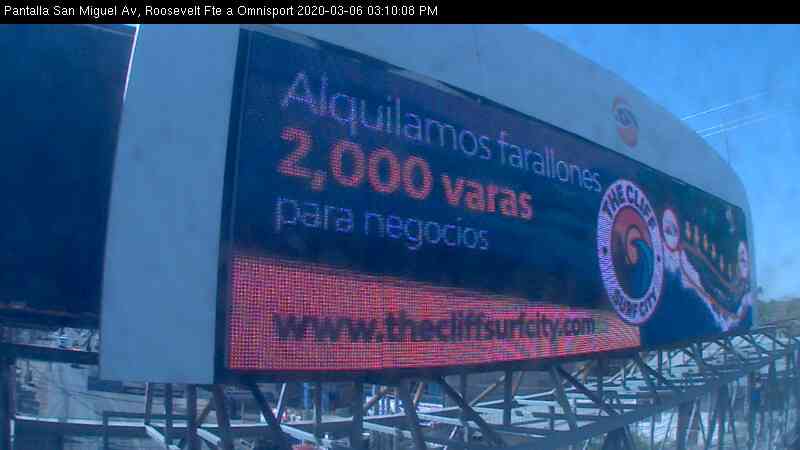 Pantalla San Miguel Av, Roosevelt Fte a Omnisport 2020-03-06 03:10:08 PM
Alquilamos farallones
2,000 varas
para negocios
THE CLIFF
SURF CITY
www.thecliffsurfcity.com